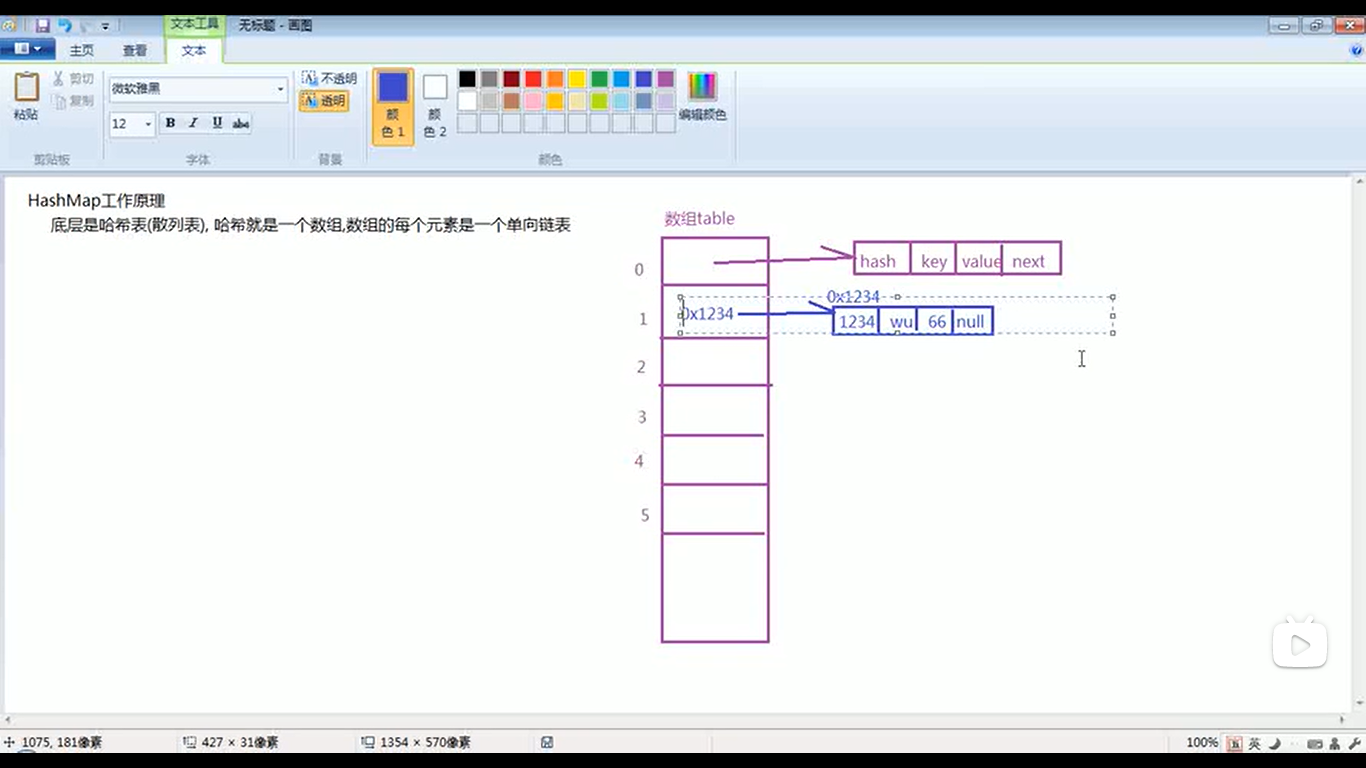 文本工具 无标题 - 画图
主页 查看 文本
粘贴 剪切 复制
剪贴板
微软雅黑
12 B I U abc
字体
不透明
透明
背景
颜色 1
颜色 2
编辑颜色
颜色
HashMap工作原理
底层是哈希表(散列表), 哈希就是一个数组,数组的每个元素是一个单向链表
数组table
0 hash key value next
0x1234
1 0x1234 1234 wu 66 null
2
3
4
5
1075, 181像素 427 × 31像素 1354 × 570像素 100% 英